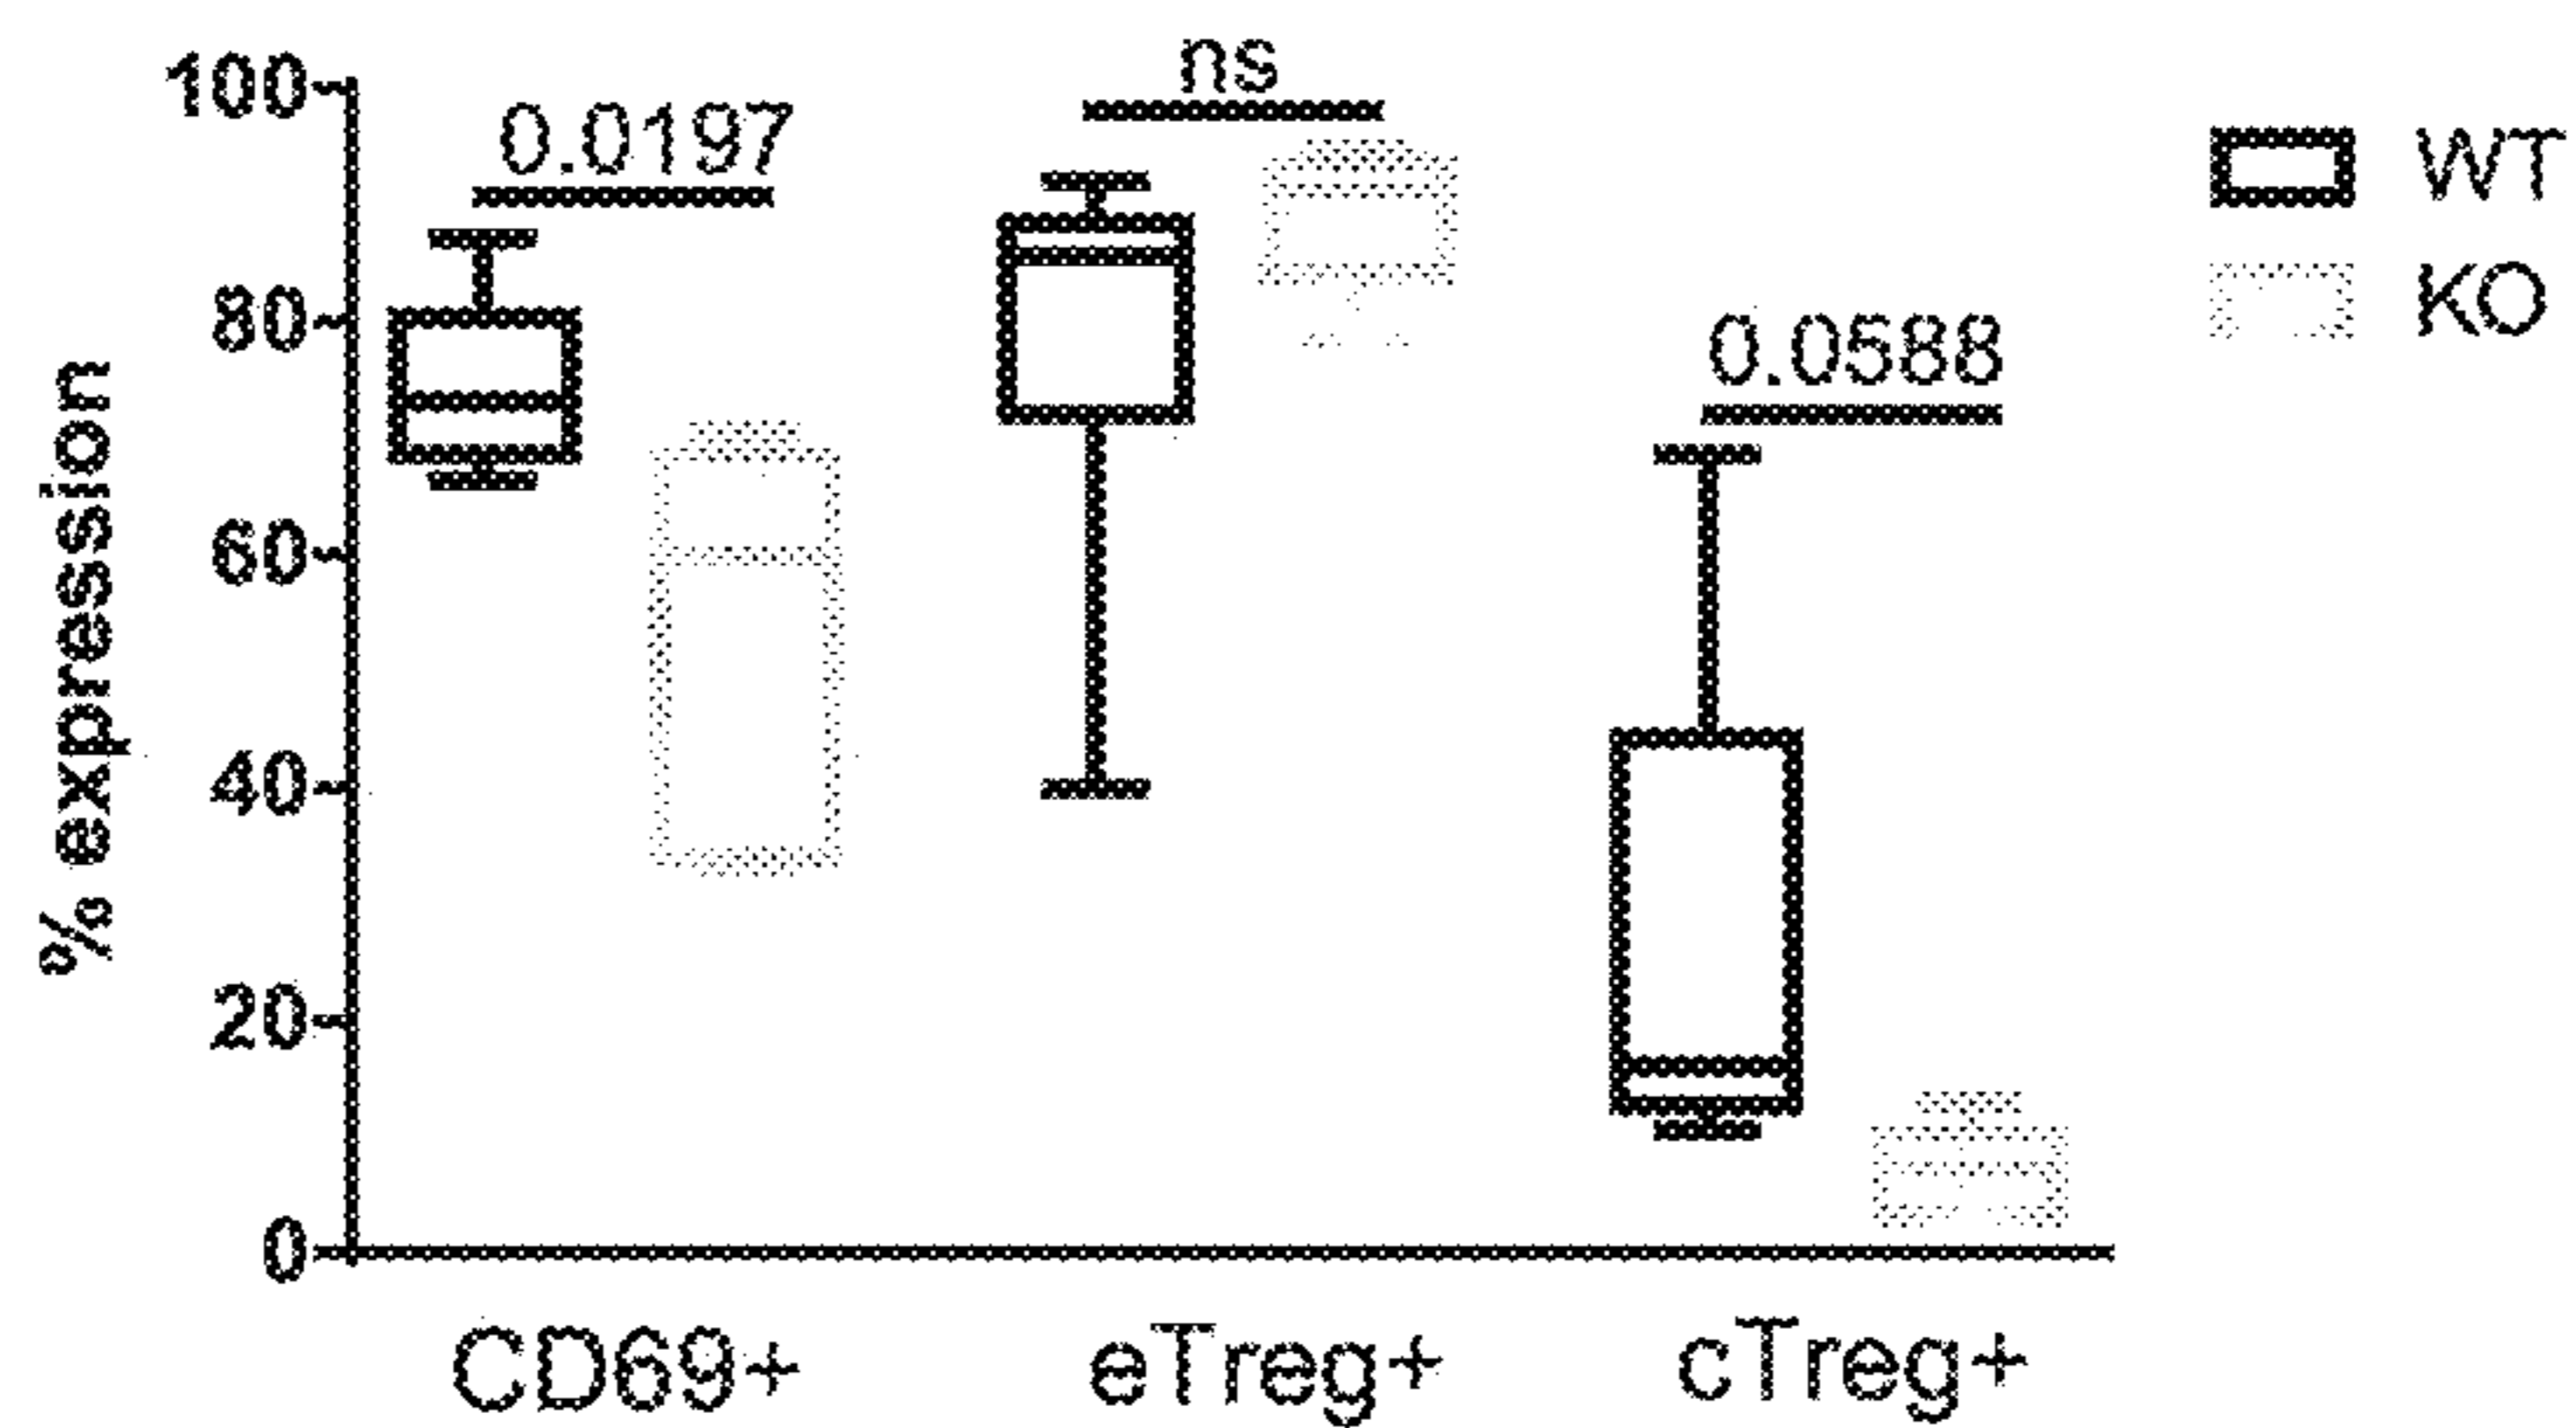 ns
0.0197
0.0588
WT
KO
% expression
100
80
60
40
20
0
CD69+
eTreg+
cTreg+